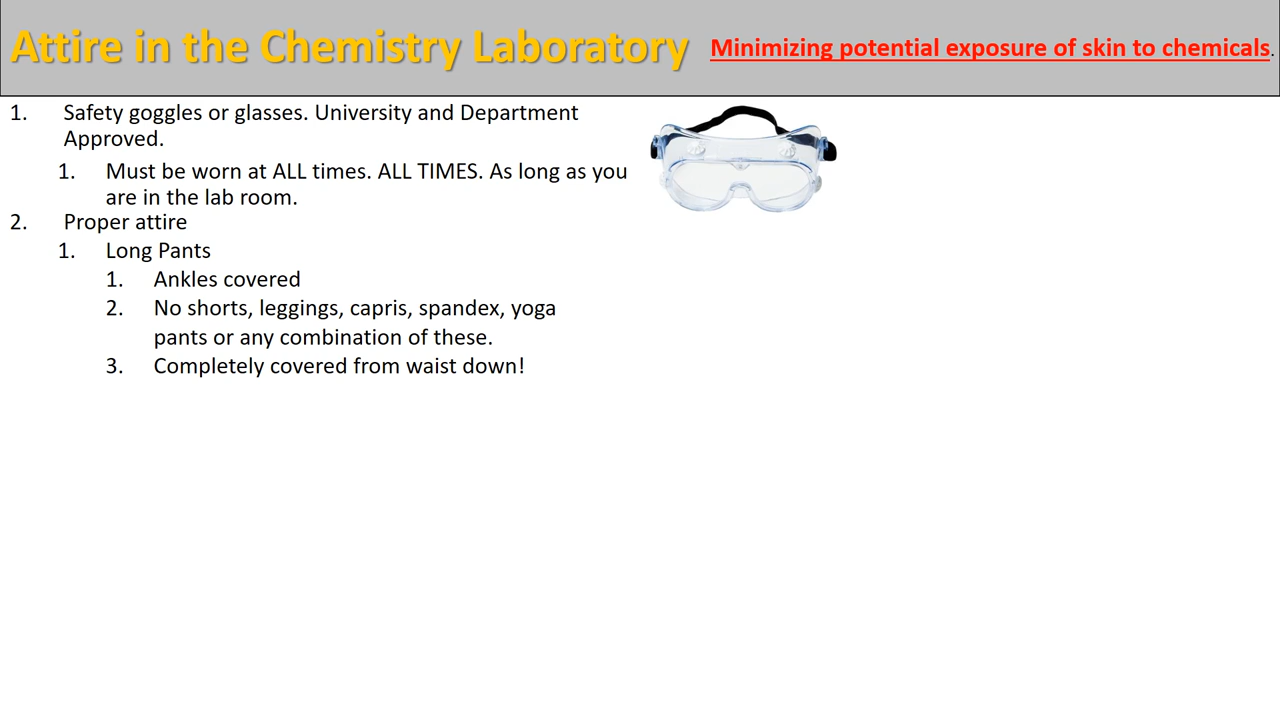 Attire in the Chemistry Laboratory
Minimizing potential exposure of skin to chemicals.
1. Safety goggles or glasses. University and Department
Approved.
1. Must be worn at ALL times. ALL TIMES. As long as you
are in the lab room.
2. Proper attire
1. Long Pants
1. Ankles covered
2. No shorts, leggings, capris, spandex, yoga
pants or any combination of these.
3. Completely covered from waist down!